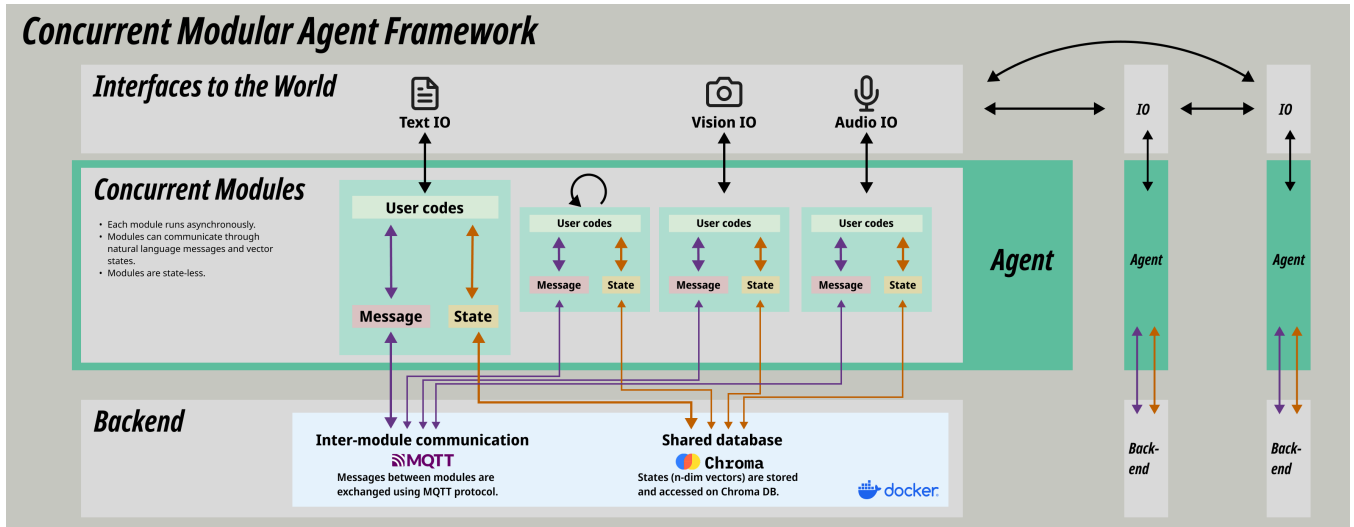 Concurrent Modular Agent Framework
Interfaces to the World
Text IO
Vision IO
Audio IO
IO
IO
Concurrent Modules
• Each module runs asynchronously.
• Modules can communicate through
natural language messages and vector
states.
• Modules are state-less.
User codes
Message
State
User codes
Message
State
User codes
Message
State
User codes
Message
State
Agent
Agent
Agent
Backend
Inter-module communication
MQTT
Messages between modules are
exchanged using MQTT protocol.
Shared database
Chroma
States (n-dim vectors) are stored
and accessed on Chroma DB.
docker
Back-
end
Back-
end